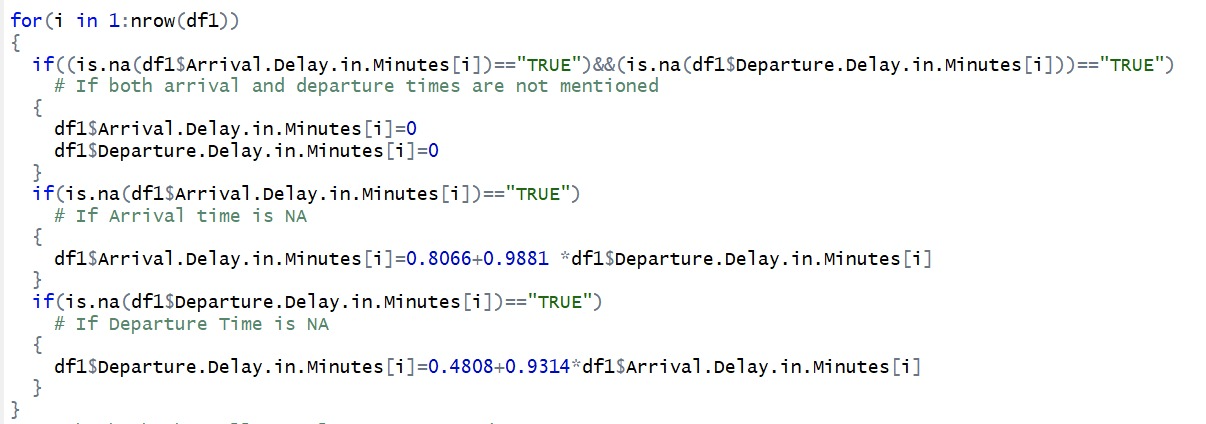 for(i in 1:nrow(df1))
{
  if((is.na(df1$Arrival.Delay.in.Minutes[i])=="TRUE")&&(is.na(df1$Departure.Delay.in.Minutes[i]))=="TRUE")
    # If both arrival and departure times are not mentioned
  {
    df1$Arrival.Delay.in.Minutes[i]=0
    df1$Departure.Delay.in.Minutes[i]=0
  }
  if(is.na(df1$Arrival.Delay.in.Minutes[i])=="TRUE")
    # If Arrival time is NA
  {
    df1$Arrival.Delay.in.Minutes[i]=0.8066+0.9881 *df1$Departure.Delay.in.Minutes[i]
  }
  if(is.na(df1$Departure.Delay.in.Minutes[i])=="TRUE")
    # If Departure Time is NA
  {
    df1$Departure.Delay.in.Minutes[i]=0.4808+0.9314*df1$Arrival.Delay.in.Minutes[i]
  }
}